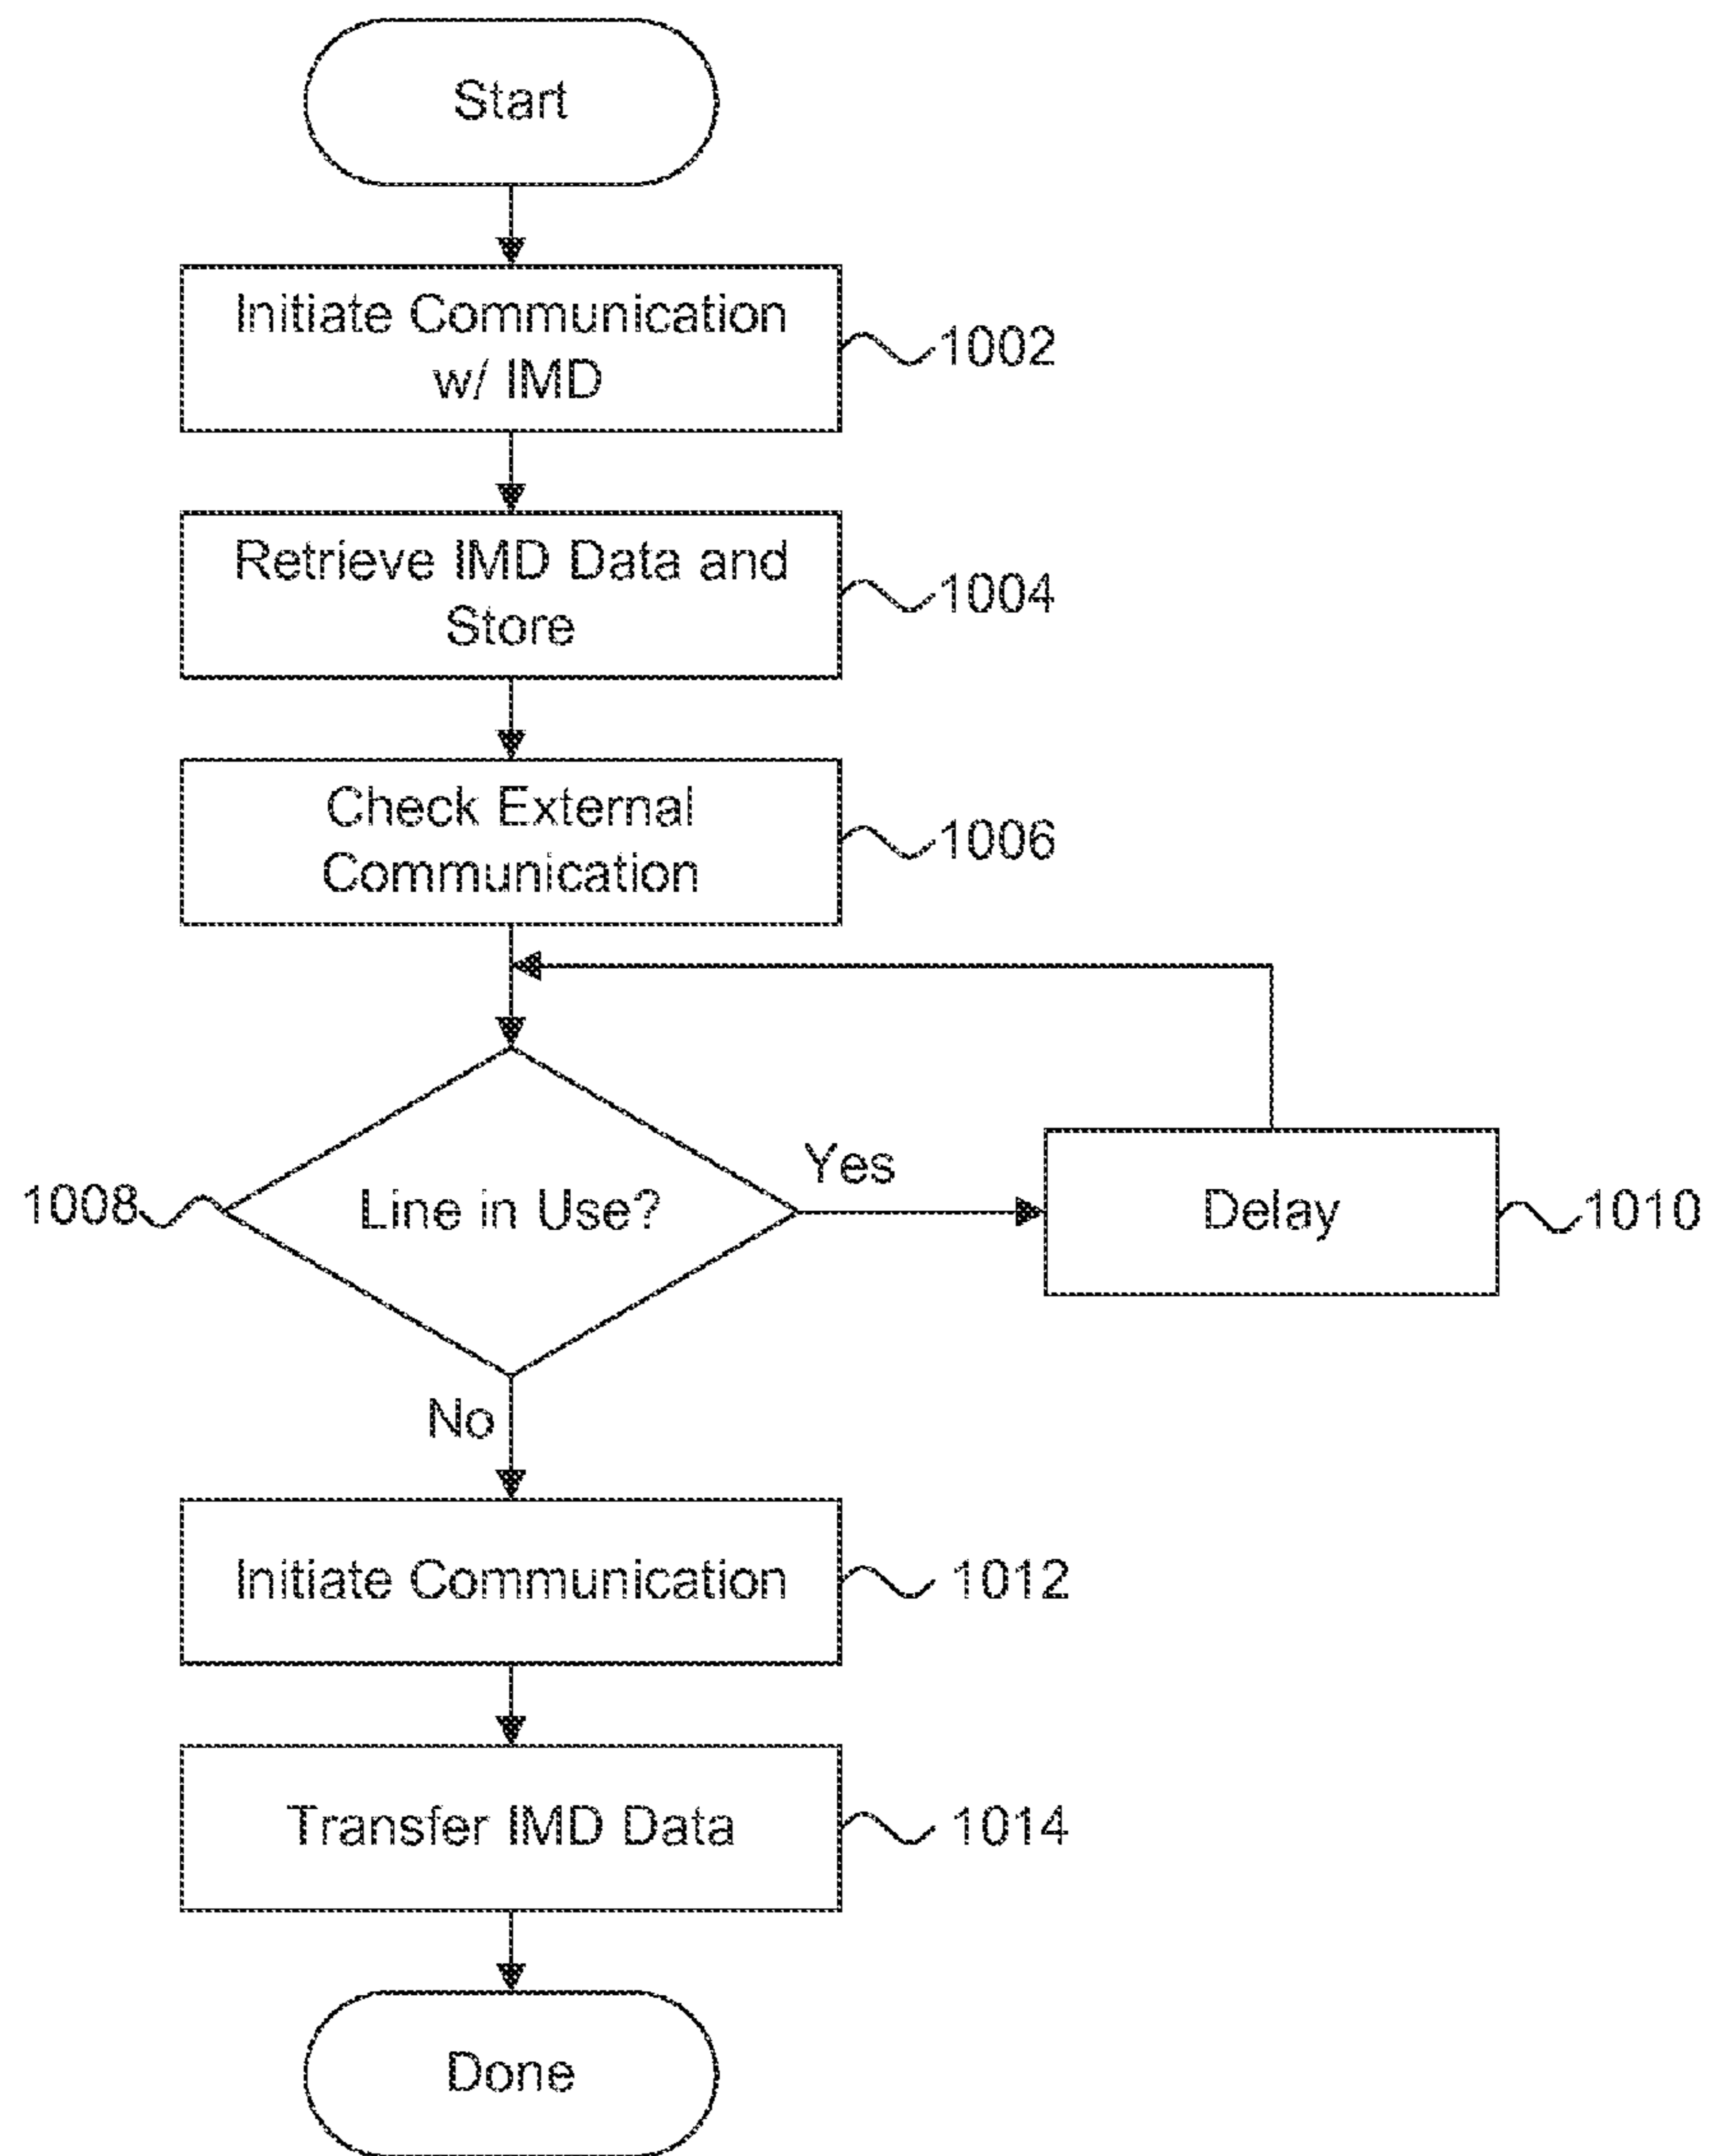 Start
Initiate Communication
w/ IMD
1002
Retrieve IMD Data and
Store
1004
Check External
Communication
1006
1008
Line in Use?
Yes
Delay
1010
No
Initiate Communication
1012
Transfer IMD Data
1014
Done